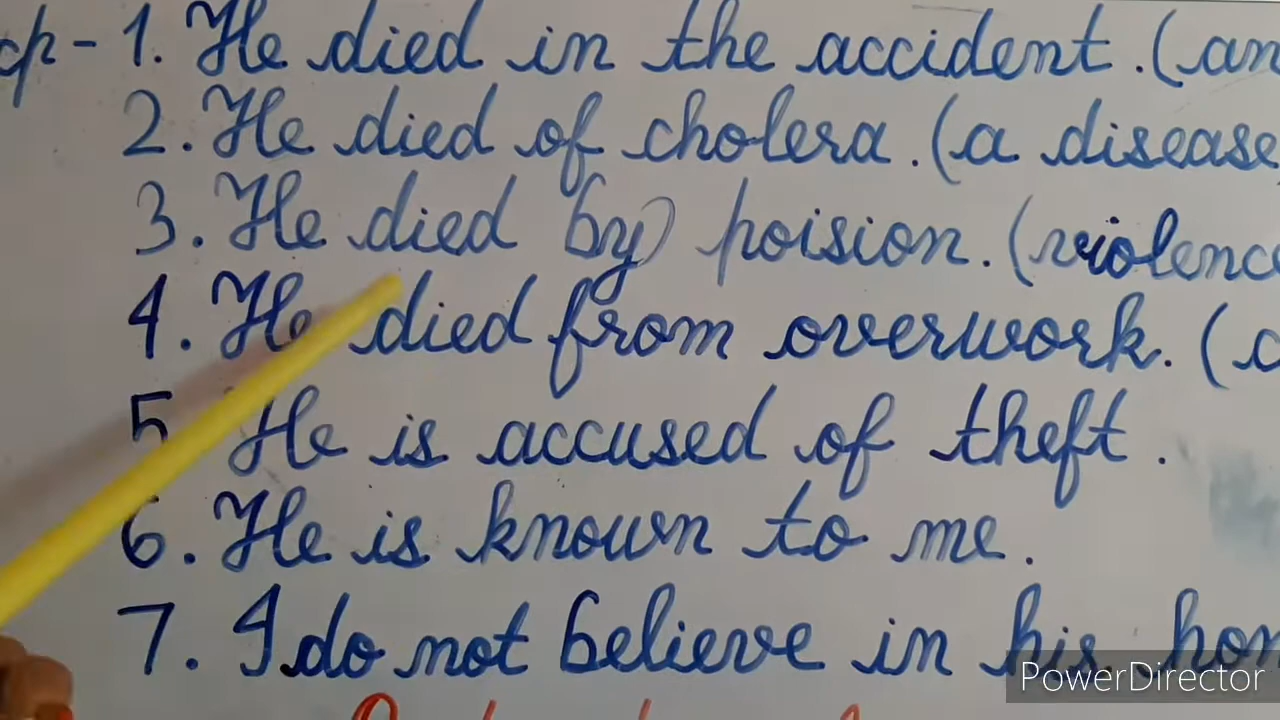 1. He died in the accident. (an
2. He died of cholera. (a disease
3. He died by poision. (violence
4. He died from overwork. (
5. He is accused of theft.
6. He is known to me.
7. I do not believe in his
PowerDirector